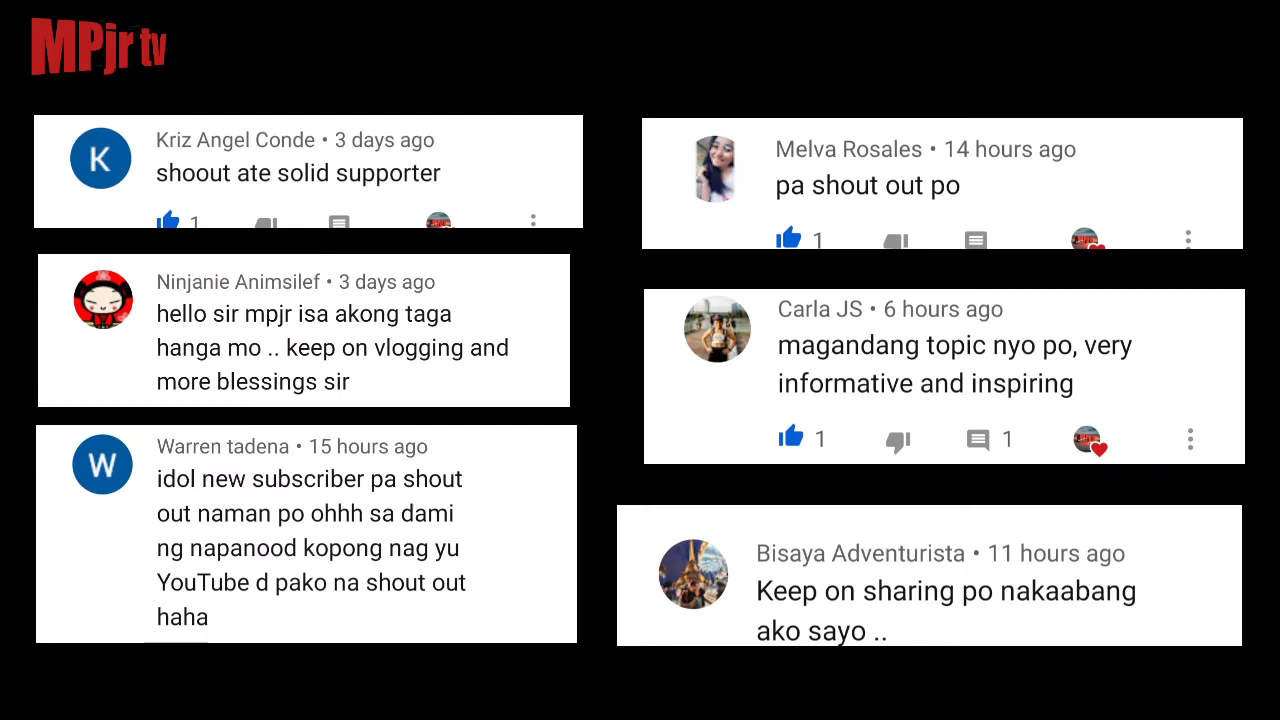 MPjr tv
Kriz Angel Conde • 3 days ago
shoout ate solid supporter
1
Ninjanie Animsilef • 3 days ago
hello sir mpjr isa akong taga
hanga mo .. keep on vlogging and
more blessings sir
Warren tadena • 15 hours ago
idol new subscriber pa shout
out naman po ohhh sa dami
ng napanood kopong nag yu
YouTube d pako na shout out
haha
Melva Rosales • 14 hours ago
pa shout out po
1
Carla JS • 6 hours ago
magandang topic nyo po, very
informative and inspiring
1 1
Bisaya Adventurista • 11 hours ago
Keep on sharing po nakaabang
ako sayo ..
K
W